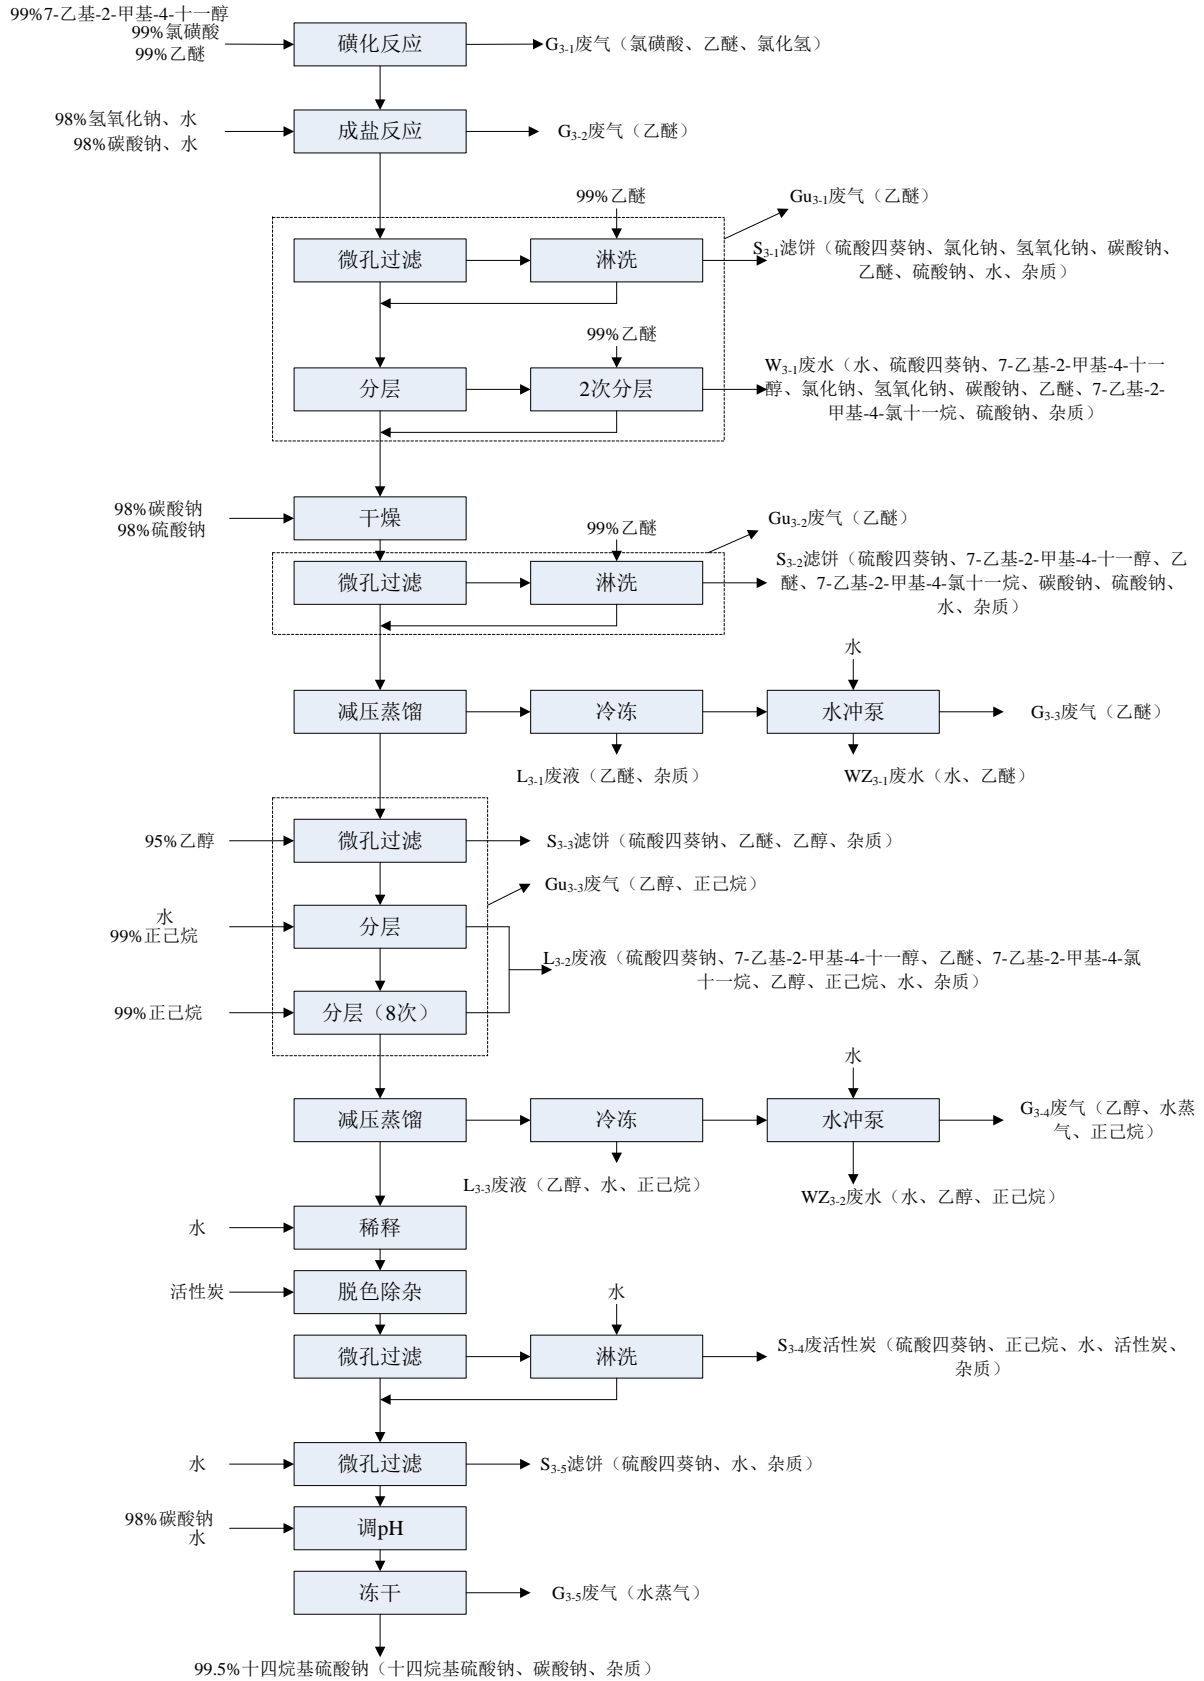 99%7-乙基-2-甲基-4-十一醇
99%氯磺酸
99%乙醚
磺化反应
G3-1废气（氯磺酸、乙醚、氯化氢）
98%氢氧化钠、水
98%碳酸钠、水
成盐反应
G3-2废气（乙醚）
99%乙醚
Gu3-1废气（乙醚）
微孔过滤
淋洗
S3-1滤饼（硫酸四葵钠、氯化钠、氢氧化钠、碳酸钠、
乙醚、硫酸钠、水、杂质）
99%乙醚
分层
2次分层
W3-1废水（水、硫酸四葵钠、7-乙基-2-甲基-4-十一
醇、氯化钠、氢氧化钠、碳酸钠、乙醚、7-乙基-2-
甲基-4-氯十一烷、硫酸钠、杂质）
98%碳酸钠
98%硫酸钠
干燥
99%乙醚
Gu3-2废气（乙醚）
微孔过滤
淋洗
S3-2滤饼（硫酸四葵钠、7-乙基-2-甲基-4-十一醇、乙
醚、7-乙基-2-甲基-4-氯十一烷、碳酸钠、硫酸钠、
水、杂质）
水
减压蒸馏
冷冻
水冲泵
G3-3废气（乙醚）
L3-1废液（乙醚、杂质）
WZ3-1废水（水、乙醚）
95%乙醇
微孔过滤
S3-3滤饼（硫酸四葵钠、乙醚、乙醇、杂质）
Gu3-3废气（乙醇、正己烷）
水
99%正己烷
分层
L3-2废液（硫酸四葵钠、7-乙基-2-甲基-4-十一醇、乙醚、7-乙基-2-甲基-4-氯
十一烷、乙醇、正己烷、水、杂质）
99%正己烷
分层（8次）
水
减压蒸馏
冷冻
水冲泵
G3-4废气（乙醇、水蒸
气、正己烷）
L3-3废液（乙醇、水、正己烷）
WZ3-2废水（水、乙醇、正己烷）
水
稀释
活性炭
脱色除杂
水
微孔过滤
淋洗
S3-4废活性炭（硫酸四葵钠、正己烷、水、活性炭、
杂质）
水
微孔过滤
S3-5滤饼（硫酸四葵钠、水、杂质）
98%碳酸钠
水
调pH
冻干
G3-5废气（水蒸气）
99.5%十四烷基硫酸钠（十四烷基硫酸钠、碳酸钠、杂质）